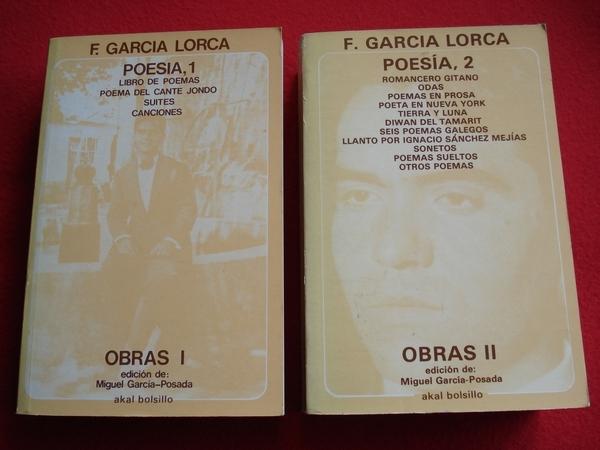 F. GARCIA LORCA
POESIA, 1
LIBRO DE POEMAS
POEMA DEL CANTE JONDO
SUITES
CANCIONES
OBRAS I
edición de:
Miguel García-Posada
akal bolsillo
F. GARCIA LORCA
POESÍA, 2
ROMANCERO GITANO
ODAS
POEMAS EN PROSA
POETA EN NUEVA YORK
TIERRA Y LUNA
DIWAN DEL TAMARIT
SEIS POEMAS GALEGOS
LLANTO POR IGNACIO SÁNCHEZ MEJÍAS
SONETOS
POEMAS SUELTOS
OTROS POEMAS
OBRAS II
edición de:
Miguel García-Posada
akal bolsillo